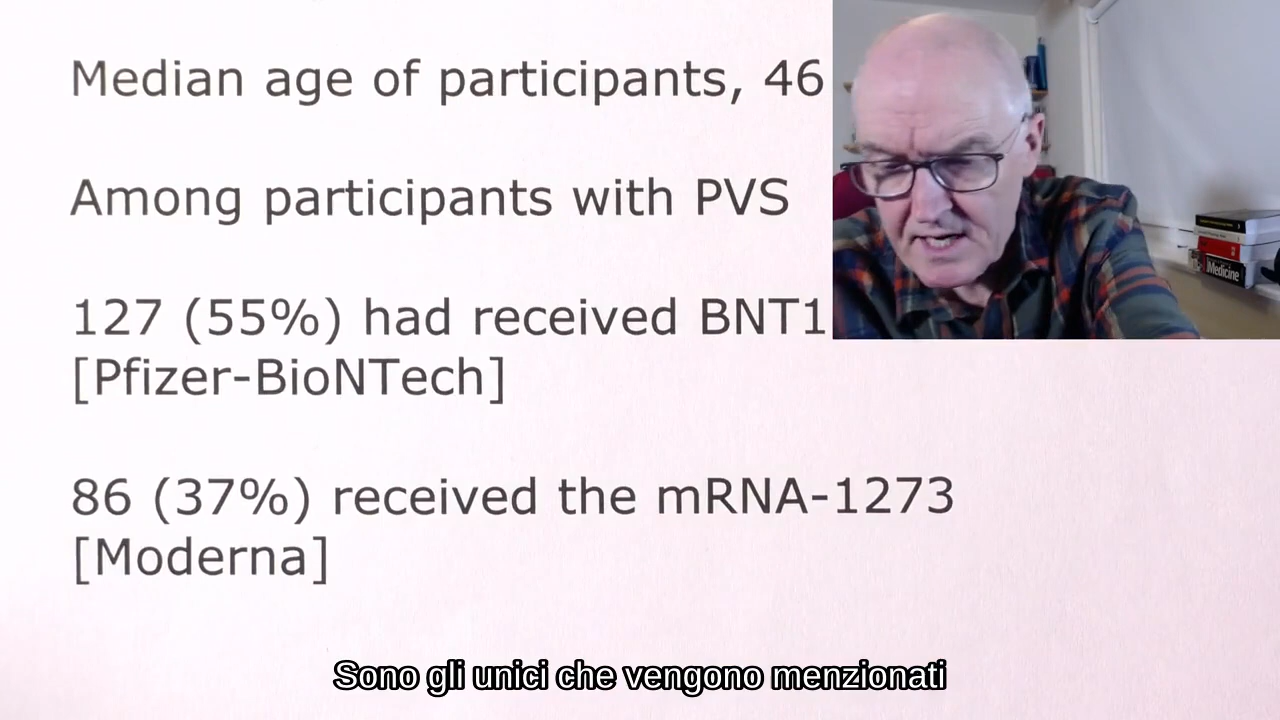 Median age of participants, 46
Among participants with PVS
127 (55%) had received BNT1
[Pfizer-BioNTech]
86 (37%) received the mRNA-1273
[Moderna]
Medicine
Sono gli unici che vengono menzionati